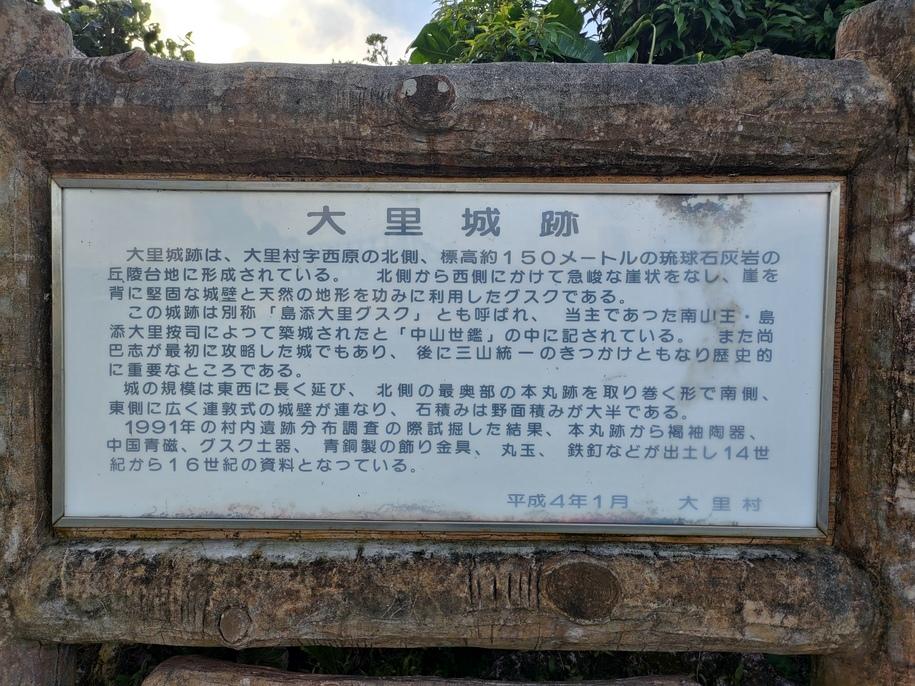 大里城跡
大里城跡は、大里村字西原の北側、標高約150メートルの琉球石灰岩の
丘陵台地に形成されている。 北側から西側にかけて急峻な崖状をなし、崖を
背に堅固な城壁と天然の地形を功みに利用したグスクである。
この城跡は別称「島添大里グスク」とも呼ばれ、 当主であった南山王・島
添大里按司によつて築城されたと「中山世鑑」の中に記されている。 また尚
巴志が最初に攻略した城でもあり、後に三山統一のきつかけともなり歴史的
に重要なところである。
城の規模は東西に長く延び、 北側の最奥部の本丸跡を取り巻く形で南側、
東側に広く連敦式の城壁が連なり、 石積みは野面積みが大半である。
1991年の村内遺跡分布調査の際試掘した結果、 本丸跡から褐袖陶器、
中国青磁、グスク土器、 青銅製の飾り金具、 丸玉、 鉄釘などが出土し14世
紀から16世紀の資料となつている。
平成4年1月 大里村